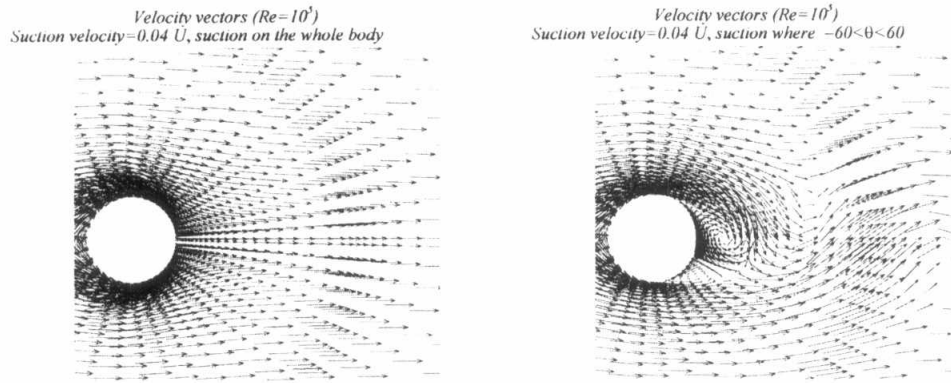 Velocity vectors (Re=10⁵)
Suction velocity=0.04 U, suction on the whole body
Velocity vectors (Re=10⁵)
Suction velocity=0.04 U, suction where −60<θ<60